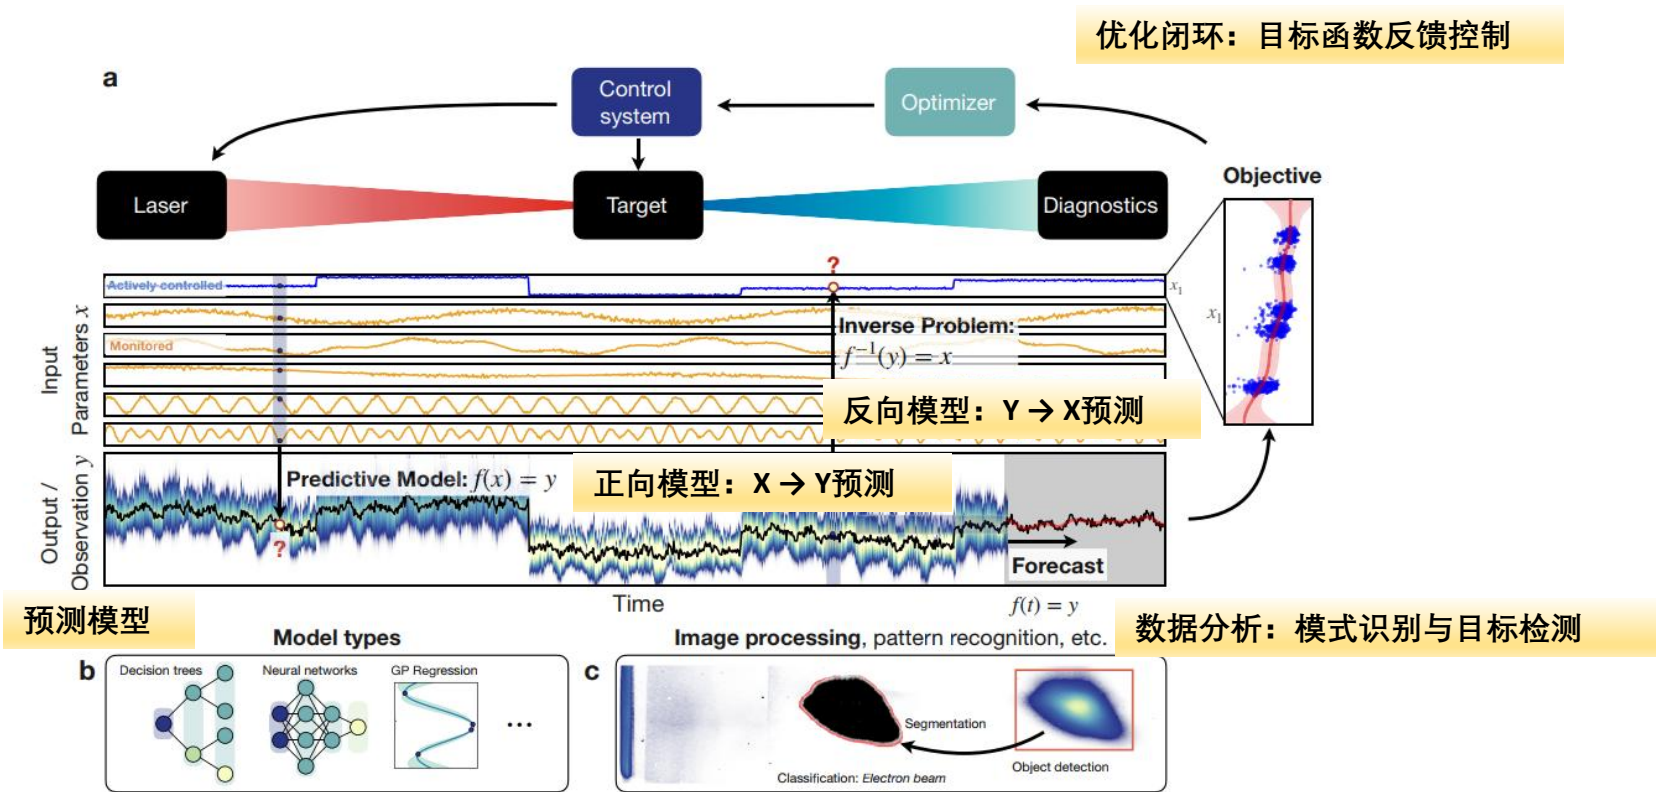 优化闭环：目标函数反馈控制
a
Control
system
Optimizer
Laser
Target
Diagnostics
Objective
Actively controlled
?
x₁
x₁
Monitored
Inverse Problem:
f⁻¹(y) = x
Input
Parameters x
反向模型：Y → X预测
Predictive Model: f(x) = y
正向模型：X → Y预测
Output /
Observation y
?
Forecast
Time
f(t) = y
预测模型
数据分析：模式识别与目标检测
Model types
Image processing, pattern recognition, etc.
b
Decision trees
Neural networks
GP Regression
...
c
Segmentation
Classification: Electron beam
Object detection